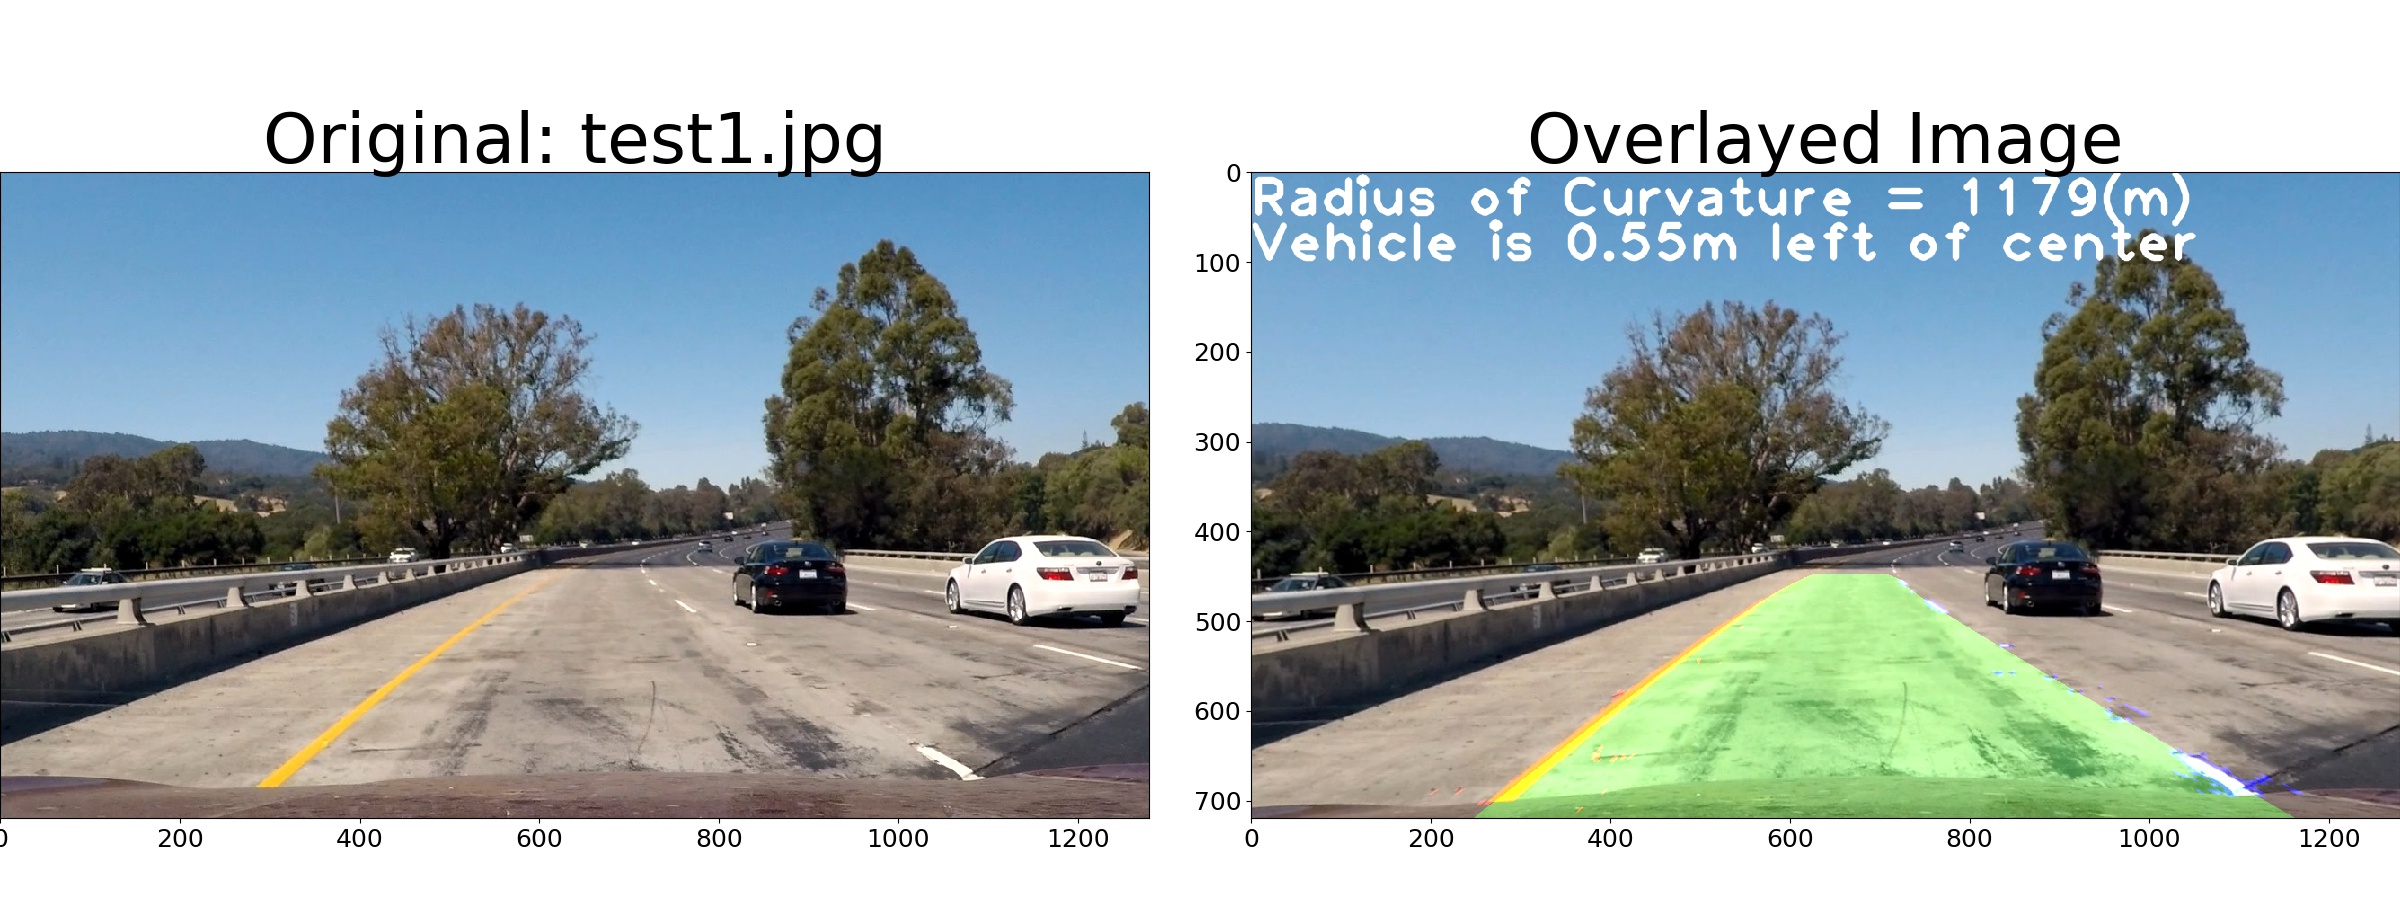 Original: test1.jpg
Overlayed Image
Radius of Curvature = 1179(m)
Vehicle is 0.55m left of center
0
100
200
300
400
500
600
700
0 200 400 600 800 1000 1200
0 200 400 600 800 1000 1200